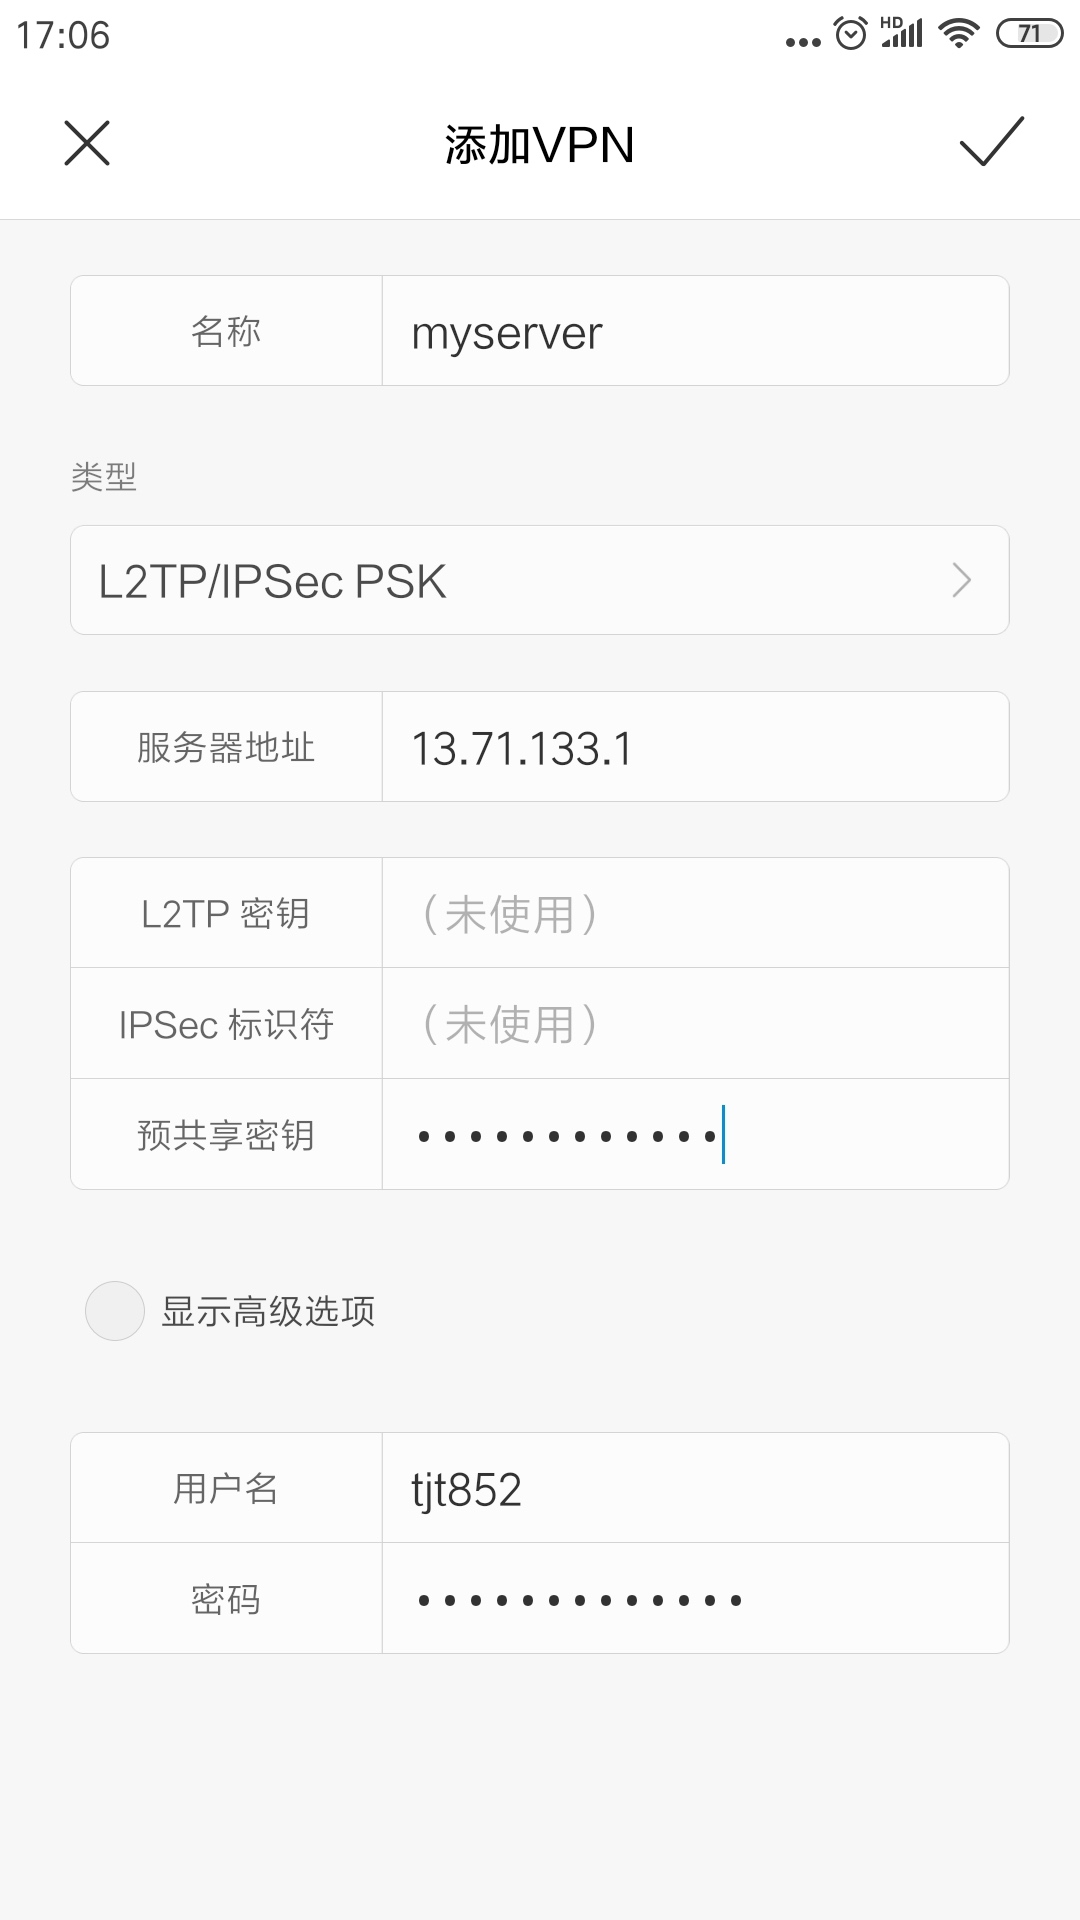 17:06
HD 71
添加VPN
名称 myserver
类型
L2TP/IPSec PSK
服务器地址 13.71.133.1
L2TP 密钥 （未使用）
IPSec 标识符 （未使用）
预共享密钥 ••••••••••••
显示高级选项
用户名 tjt852
密码 •••••••••••••